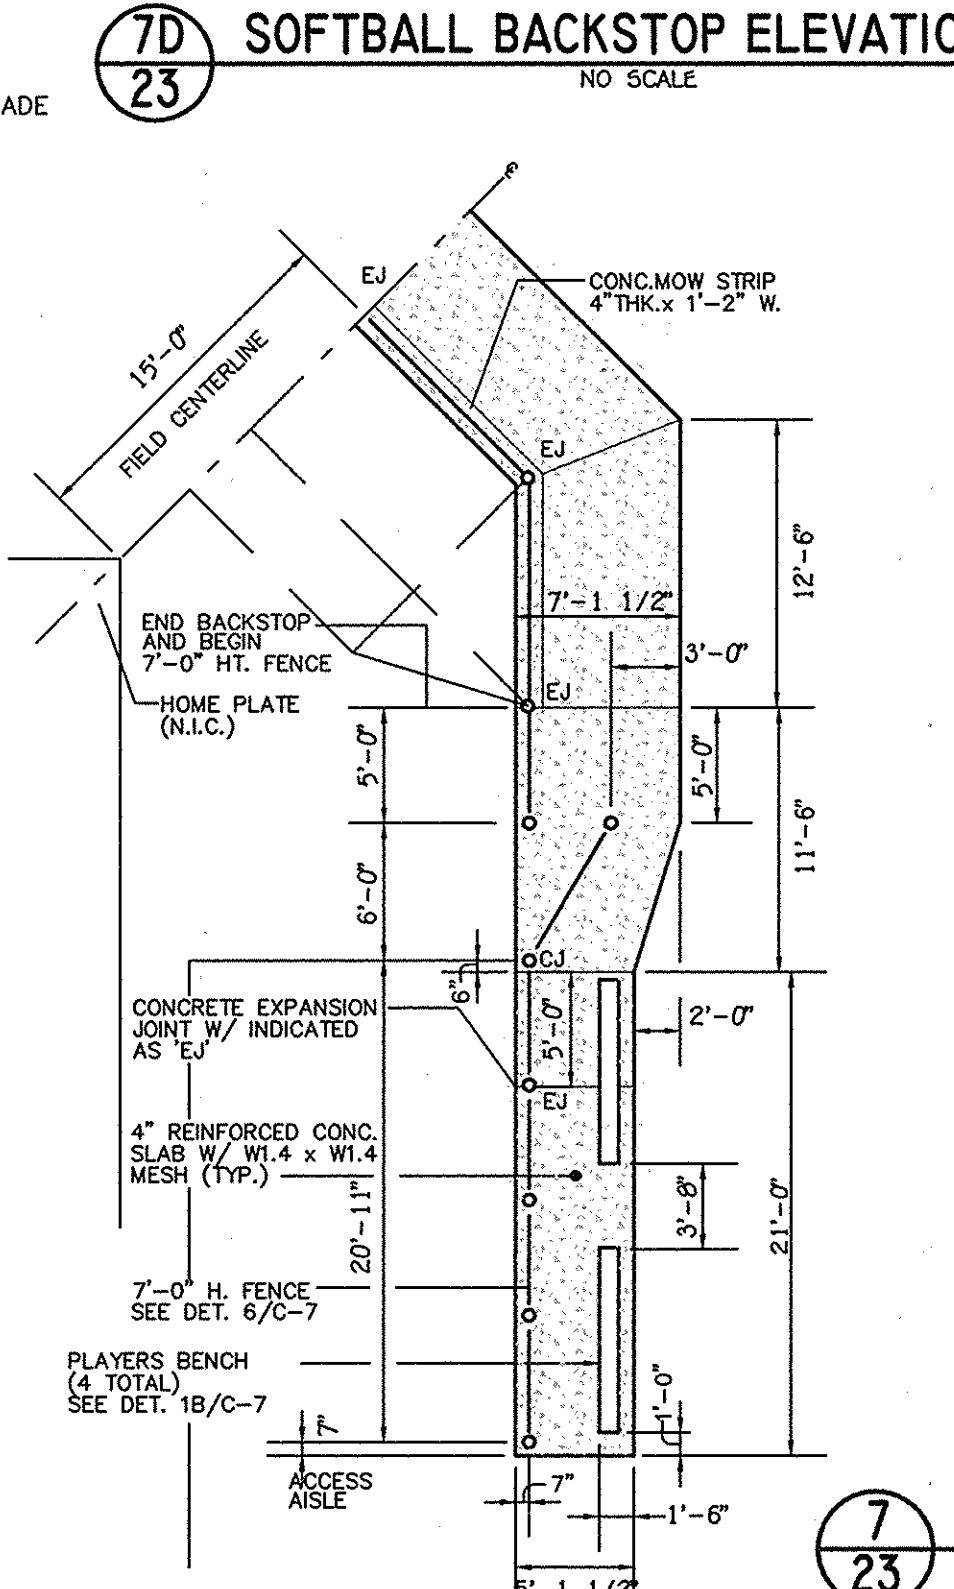 7D
23
SOFTBALL BACKSTOP ELEVATIO
NO SCALE
ADE
EJ
CONC.MOW STRIP
4"THK.x 1'-2" W.
15'-0"
FIELD CENTERLINE
EJ
12'-6"
7'-1 1/2"
3'-0"
END BACKSTOP
AND BEGIN
7'-0" HT. FENCE
EJ
HOME PLATE
(N.I.C.)
5'-0"
5'-0"
11'-6"
6'-0"
CJ
6"
CONCRETE EXPANSION
JOINT W/ INDICATED
AS 'EJ'
5'-0"
2'-0"
EJ
4" REINFORCED CONC.
SLAB W/ W1.4 x W1.4
MESH (TYP.)
20'-11"
3'-8"
21'-0"
7'-0" H. FENCE
SEE DET. 6/C-7
PLAYERS BENCH
(4 TOTAL)
SEE DET. 1B/C-7
1'-0"
7"
ACCESS
AISLE
7"
1'-6"
5'-1 1/2"
7
23